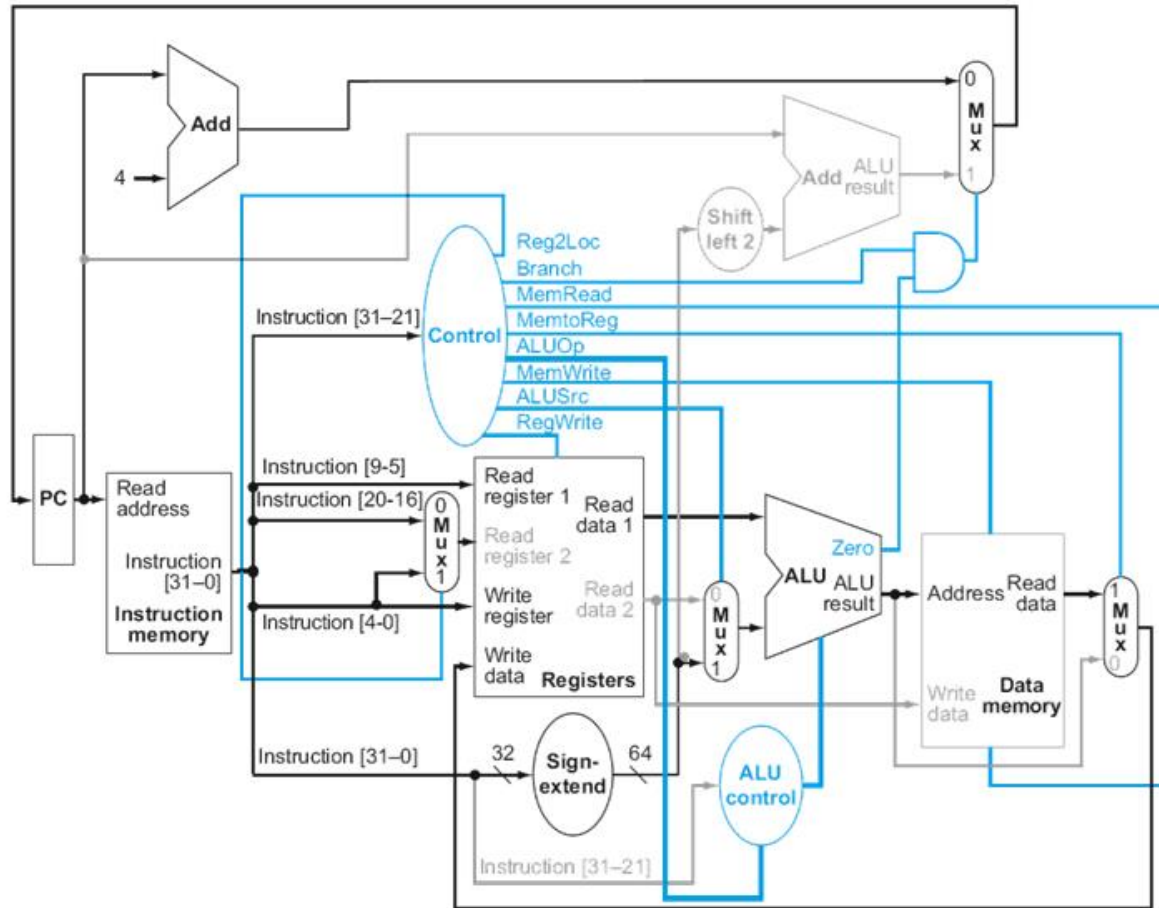 0
M
u
x
1
Add
4
Add
ALU
result
Shift
left 2
Reg2Loc
Branch
MemRead
MemtoReg
ALUOp
MemWrite
ALUSrc
RegWrite
Instruction [31–21]
Control
PC
Read
address
Instruction
[31–0]
Instruction
memory
Instruction [9-5]
Instruction [20-16]
Instruction [4-0]
0
M
u
x
1
Read
register 1
Read
register 2
Write
register
Write
data
Read
data 1
Read
data 2
Registers
0
M
u
x
1
Zero
ALU
ALU
result
Address
Read
data
Write
data
Data
memory
1
M
u
x
0
Instruction [31–0]
32
Sign-
extend
64
ALU
control
Instruction [31–21]